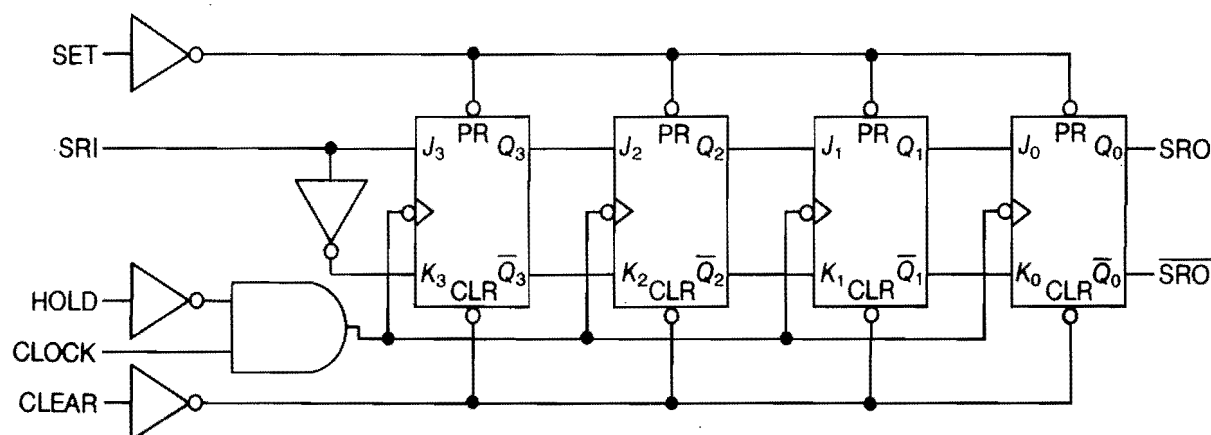 SET
PR PR PR PR
SRI J₃ Q₃ J₂ Q₂ J₁ Q₁ J₀ Q₀ SRO
K₃ Q̅₃ K₂ Q̅₂ K₁ Q̅₁ K₀ Q̅₀ S̅R̅O̅
CLR CLR CLR CLR
HOLD
CLOCK
CLEAR